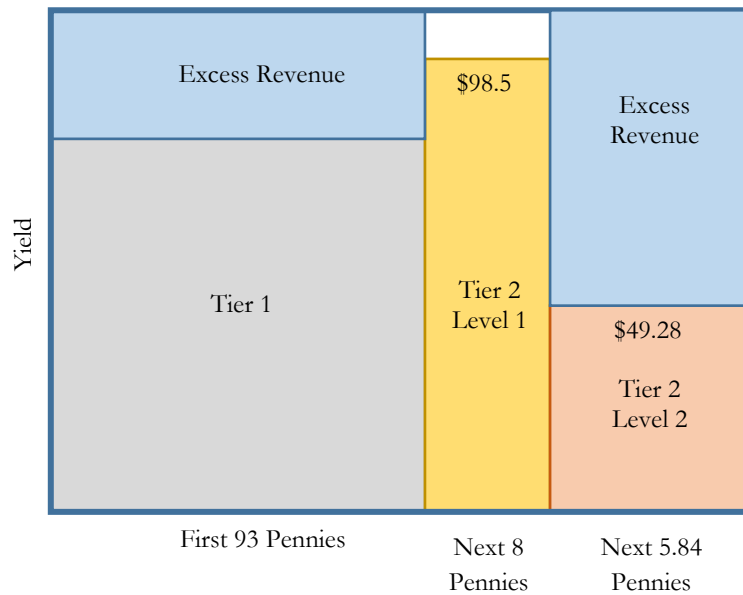 Excess Revenue
$98.5
Excess
Revenue
Yield
Tier 1
Tier 2
Level 1
$49.28
Tier 2
Level 2
First 93 Pennies
Next 8
Pennies
Next 5.84
Pennies